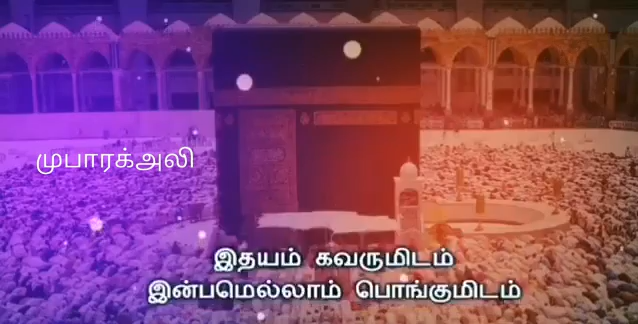 முபாரக்அலி
இதயம் கவருமிடம்
இன்பமெல்லாம் பொங்குமிடம்